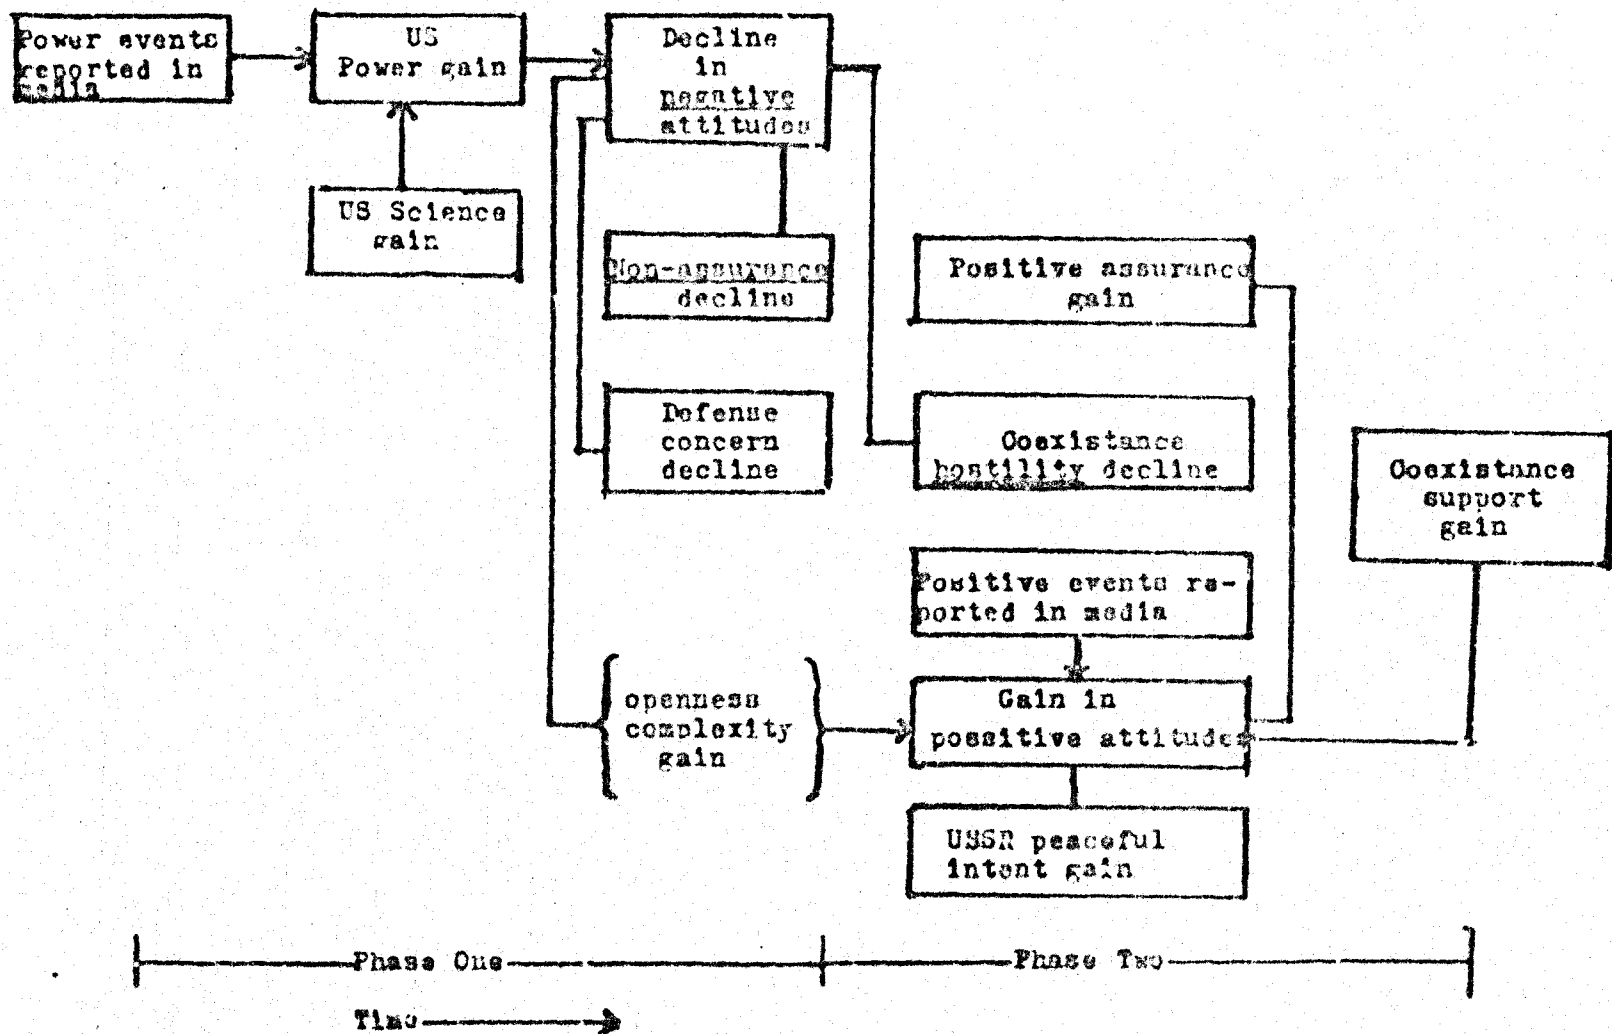 Power events
reported in
media
US
Power gain
Decline
in
negative
attitudes
US Science
gain
Non-assurance
decline
Positive assurance
gain
Defense
concern
decline
Coexistance
hostility decline
Coexistance
support
gain
Positive events re-
ported in media
openness
complexity
gain
Gain in
possitive attitudes
USSR peaceful
intent gain
Phase One
Phase Two
Time